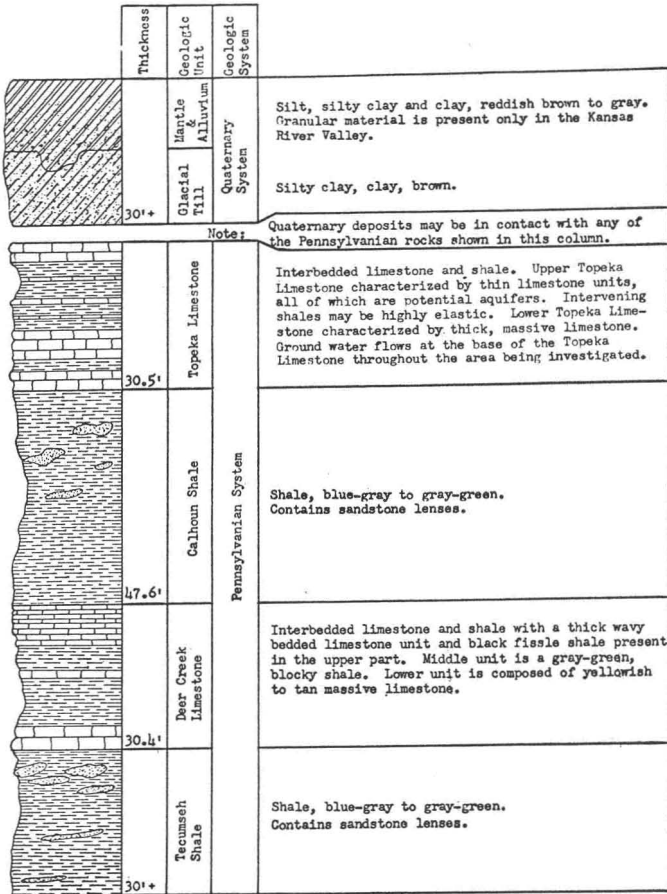 Thickness
Geologic
Unit
Geologic
System
Mantle
&
Alluvium
Quaternary
System
Silt, silty clay and clay, reddish brown to gray.
Granular material is present only in the Kansas
River Valley.
30'+
Glacial
Till
Silty clay, clay, brown.
Note:
Quaternary deposits may be in contact with any of
the Pennsylvanian rocks shown in this column.
30.5'
Topeka Limestone
Pennsylvanian System
Interbedded limestone and shale. Upper Topeka
Limestone characterized by thin limestone units,
all of which are potential aquifers. Intervening
shales may be highly elastic. Lower Topeka Lime-
stone characterized by thick, massive limestone.
Ground water flows at the base of the Topeka
Limestone throughout the area being investigated.
47.6'
Calhoun Shale
Shale, blue-gray to gray-green.
Contains sandstone lenses.
30.4'
Deer Creek
Limestone
Interbedded limestone and shale with a thick wavy
bedded limestone unit and black fissle shale present
in the upper part. Middle unit is a gray-green,
blocky shale. Lower unit is composed of yellowish
to tan massive limestone.
30'+
Tecumseh
Shale
Shale, blue-gray to gray-green.
Contains sandstone lenses.